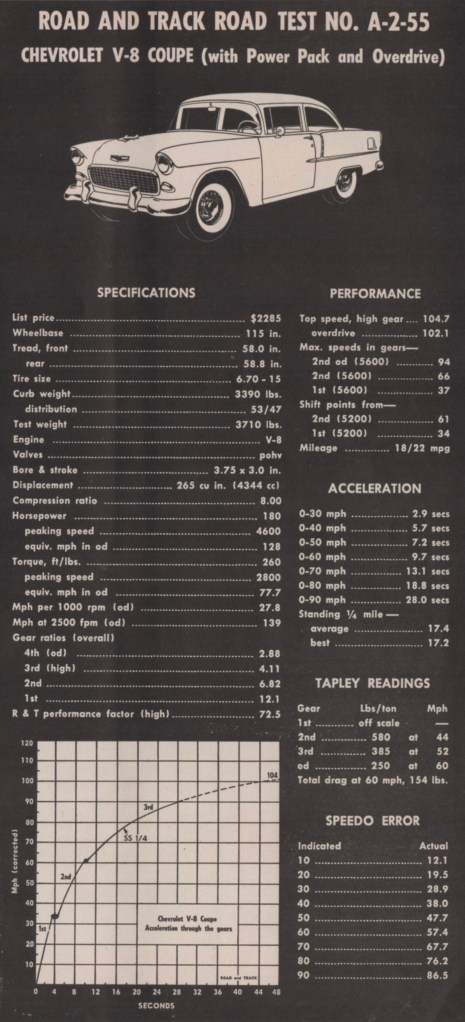 ROAD AND TRACK ROAD TEST NO. A-2-55
CHEVROLET V-8 COUPE (with Power Pack and Overdrive)
SPECIFICATIONS
List price $2285
Wheelbase 115 in.
Tread, front 58.0 in.
rear 58.8 in.
Tire size 6.70 - 15
Curb weight 3390 lbs.
distribution 53/47
Test weight 3710 lbs.
Engine V-8
Valves pohv
Bore & stroke 3.75 x 3.0 in.
Displacement 265 cu in. (4344 cc)
Compression ratio 8.00
Horsepower 180
peaking speed 4600
equiv. mph in od 128
Torque, ft/lbs. 260
peaking speed 2800
equiv. mph in od 77.7
Mph per 1000 rpm (od) 27.8
Mph at 2500 fpm (od) 139
Gear ratios (overall)
4th (od) 2.88
3rd (high) 4.11
2nd 6.82
1st 12.1
R & T performance factor (high) 72.5
PERFORMANCE
Top speed, high gear 104.7
overdrive 102.1
Max. speeds in gears—
2nd od (5600) 94
2nd (5600) 66
1st (5600) 37
Shift points from—
2nd (5200) 61
1st (5200) 34
Mileage 18/22 mpg
ACCELERATION
0-30 mph 2.9 secs
0-40 mph 5.7 secs
0-50 mph 7.2 secs
0-60 mph 9.7 secs
0-70 mph 13.1 secs
0-80 mph 18.8 secs
0-90 mph 28.0 secs
Standing ¼ mile —
average 17.4
best 17.2
TAPLEY READINGS
Gear Lbs/ton Mph
1st off scale —
2nd 580 at 44
3rd 385 at 52
od 250 at 60
Total drag at 60 mph, 154 lbs.
SPEEDO ERROR
Indicated Actual
10 12.1
20 19.5
30 28.9
40 38.0
50 47.7
60 57.4
70 67.7
80 76.2
90 86.5
120
110
100
90
80
70
60
50
40
30
20
10
Mph (corrected)
1st
2nd
3rd
SS 1/4
104
Chevrolet V-8 Coupe
Acceleration through the gears
ROAD and TRACK
0 4 8 12 16 20 24 28 32 36 40 44 48
SECONDS